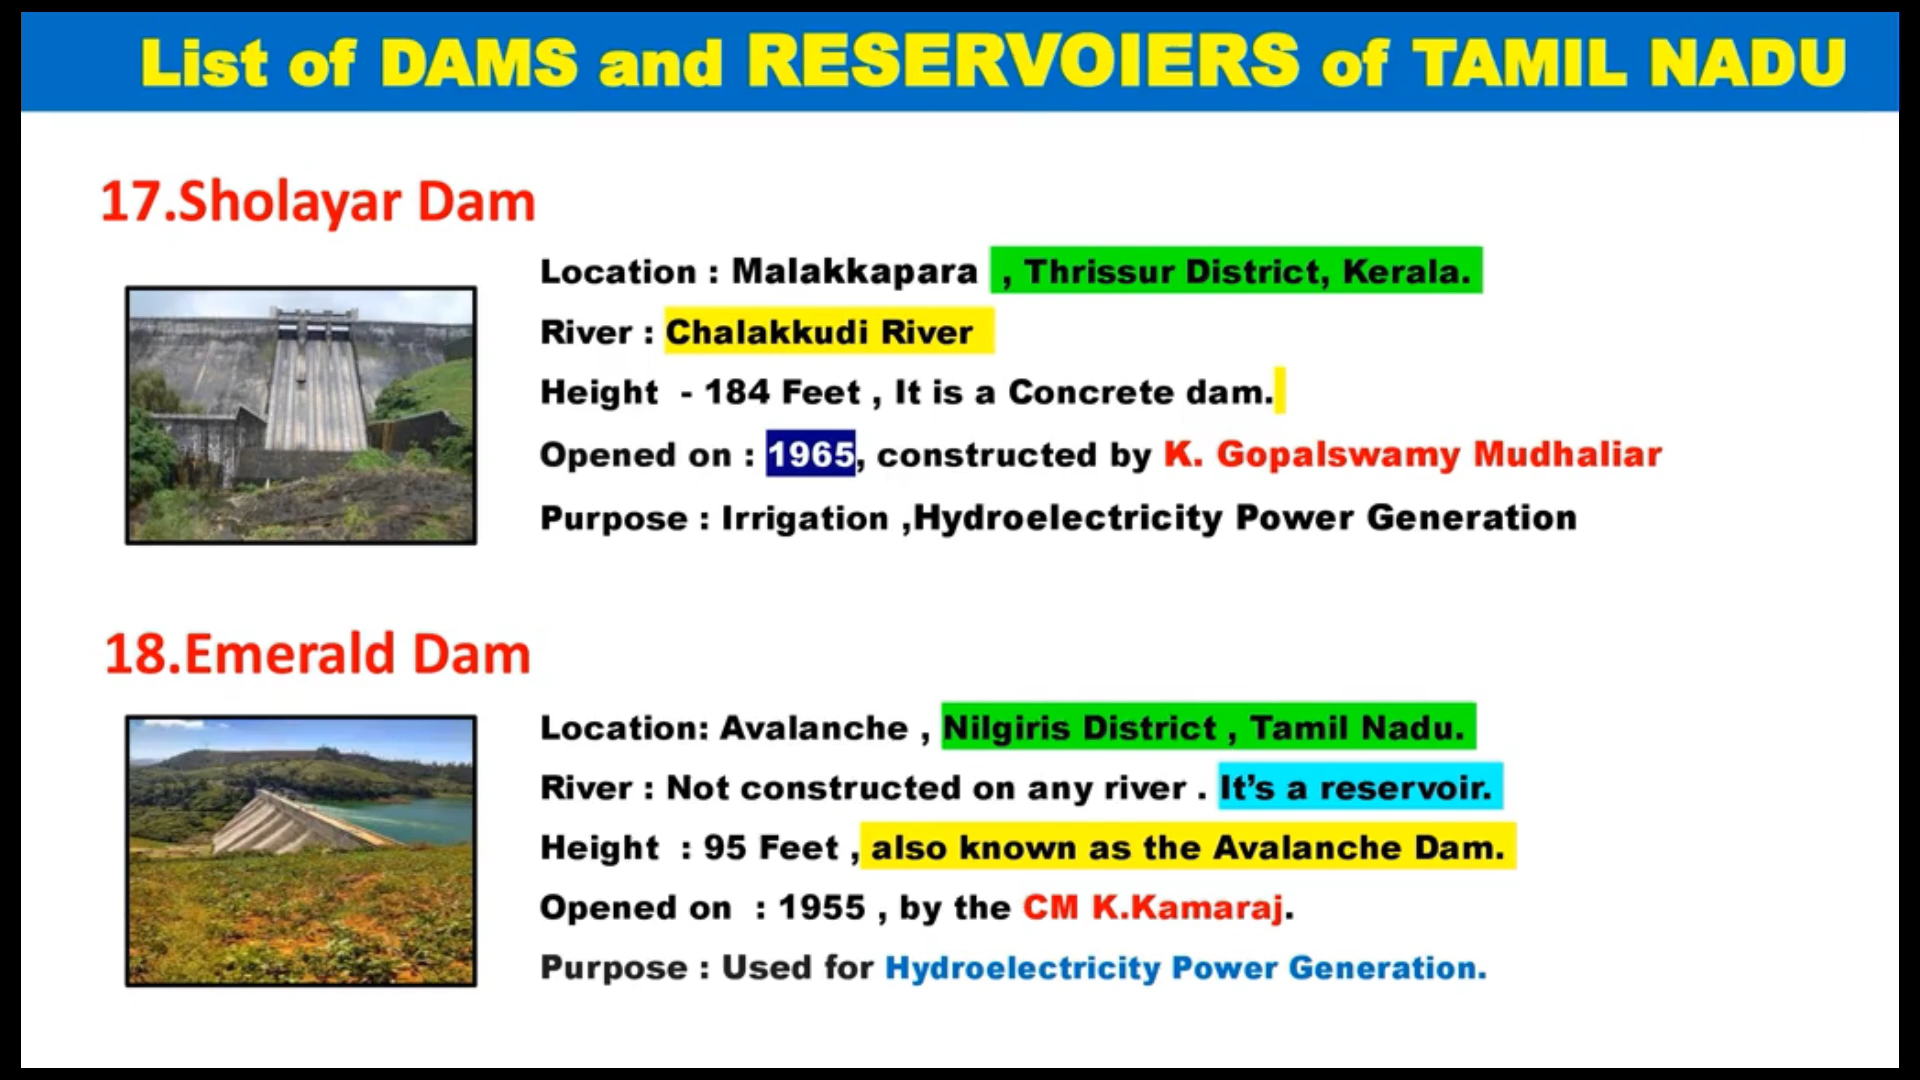 List of DAMS and RESERVOIERS of TAMIL NADU
17.Sholayar Dam
Location : Malakkapara , Thrissur District, Kerala.
River : Chalakkudi River
Height - 184 Feet , It is a Concrete dam.
Opened on : 1965, constructed by K. Gopalswamy Mudhaliar
Purpose : Irrigation ,Hydroelectricity Power Generation
18.Emerald Dam
Location: Avalanche , Nilgiris District , Tamil Nadu.
River : Not constructed on any river . It’s a reservoir.
Height : 95 Feet , also known as the Avalanche Dam.
Opened on : 1955 , by the CM K.Kamaraj.
Purpose : Used for Hydroelectricity Power Generation.